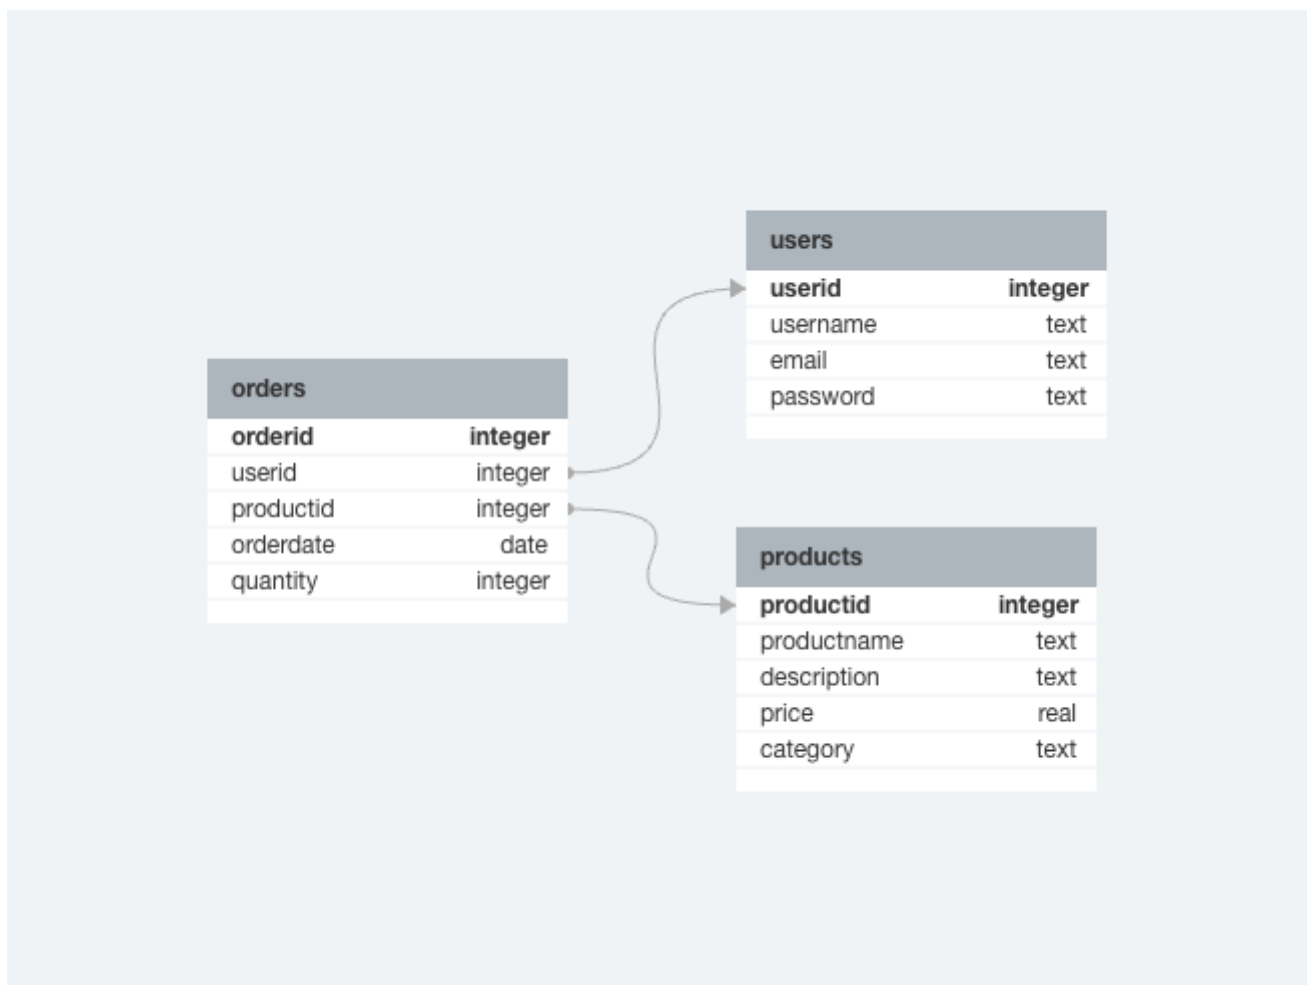 users
userid integer
username text
email text
password text
orders
orderid integer
userid integer
productid integer
orderdate date
quantity integer
products
productid integer
productname text
description text
price real
category text